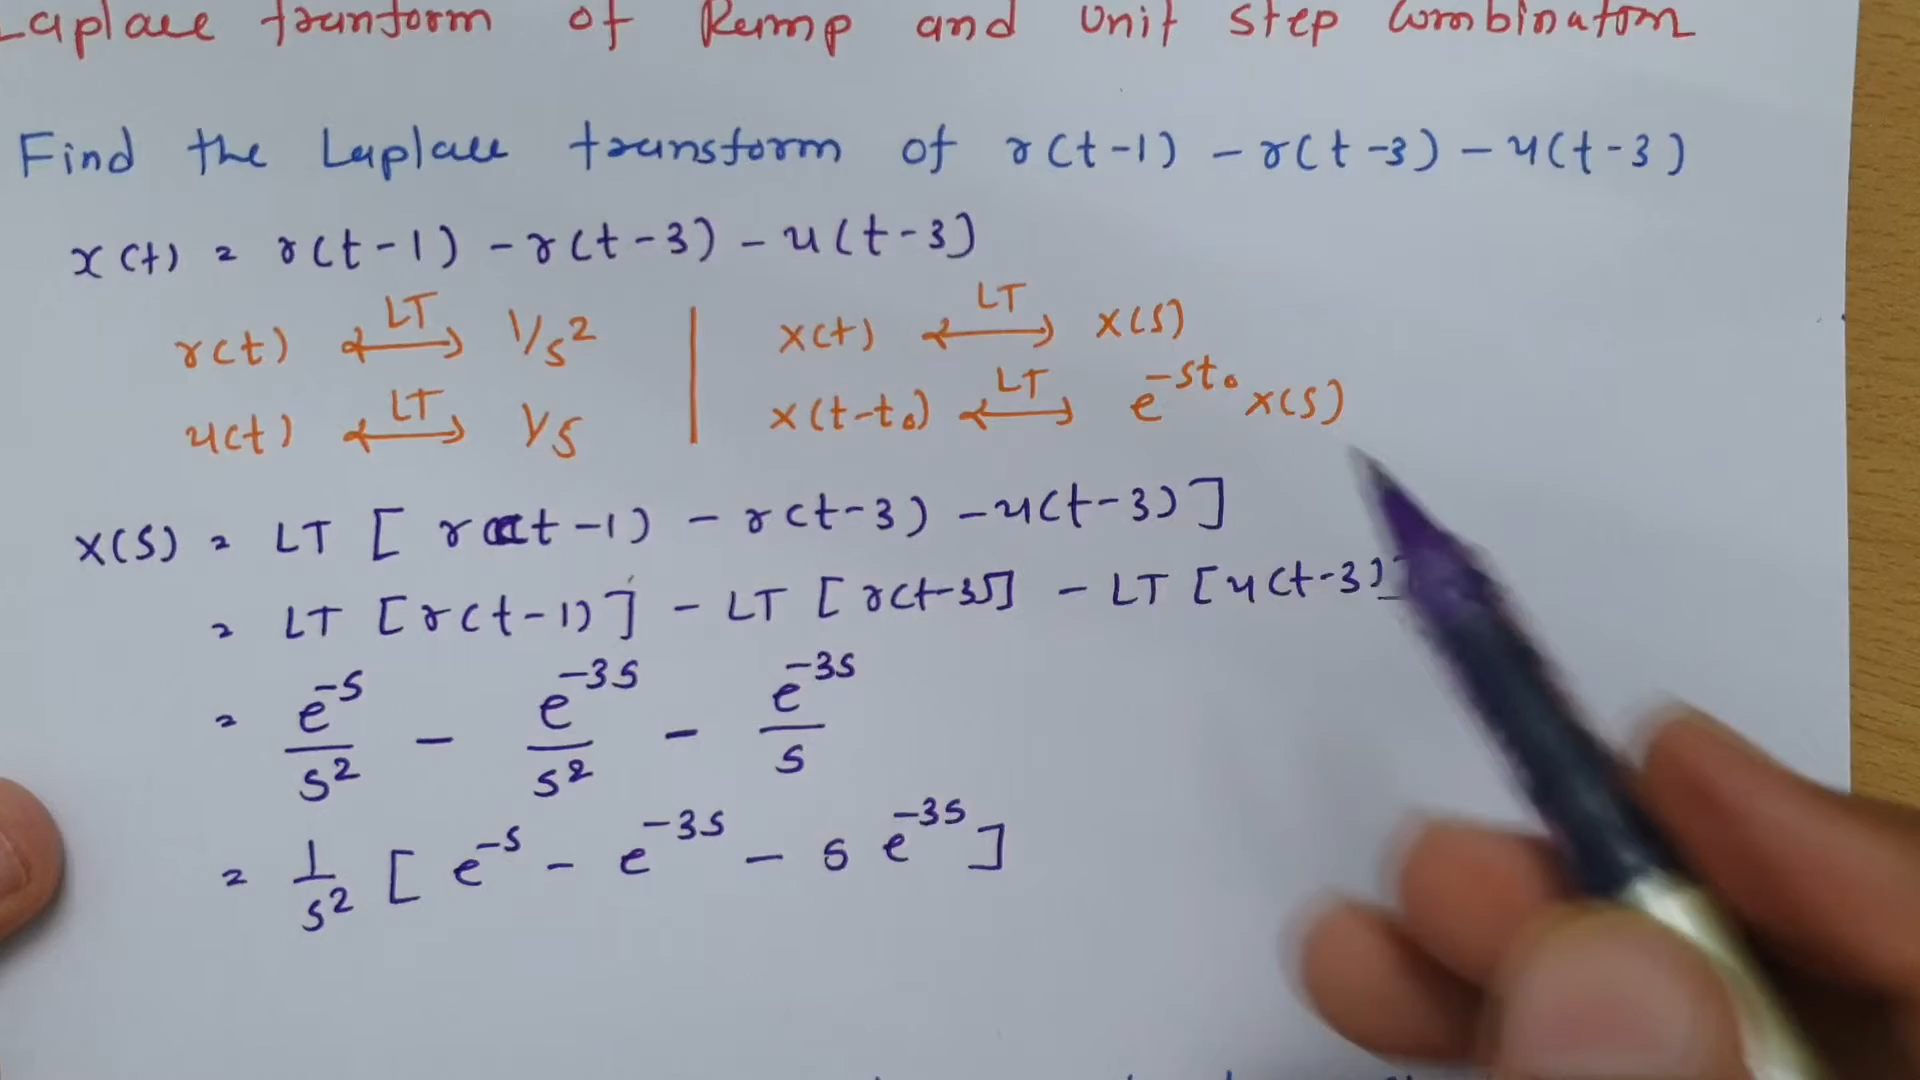 Laplace transform of Ramp and Unit step combination
Find the Laplace transform of r(t-1) - r(t-3) - u(t-3)
x(t) = r(t-1) - r(t-3) - u(t-3)
r(t) <-LT-> 1/s² | x(t) <-LT-> X(s)
u(t) <-LT-> 1/s | x(t-t₀) <-LT-> e^-st₀ X(s)
X(s) = LT [ r(t-1) - r(t-3) - u(t-3) ]
= LT [r(t-1)] - LT [r(t-3)] - LT [u(t-3)]
= e^-s/s² - e^-3s/s² - e^-3s/s
= 1/s² [ e^-s - e^-3s - s e^-3s ]